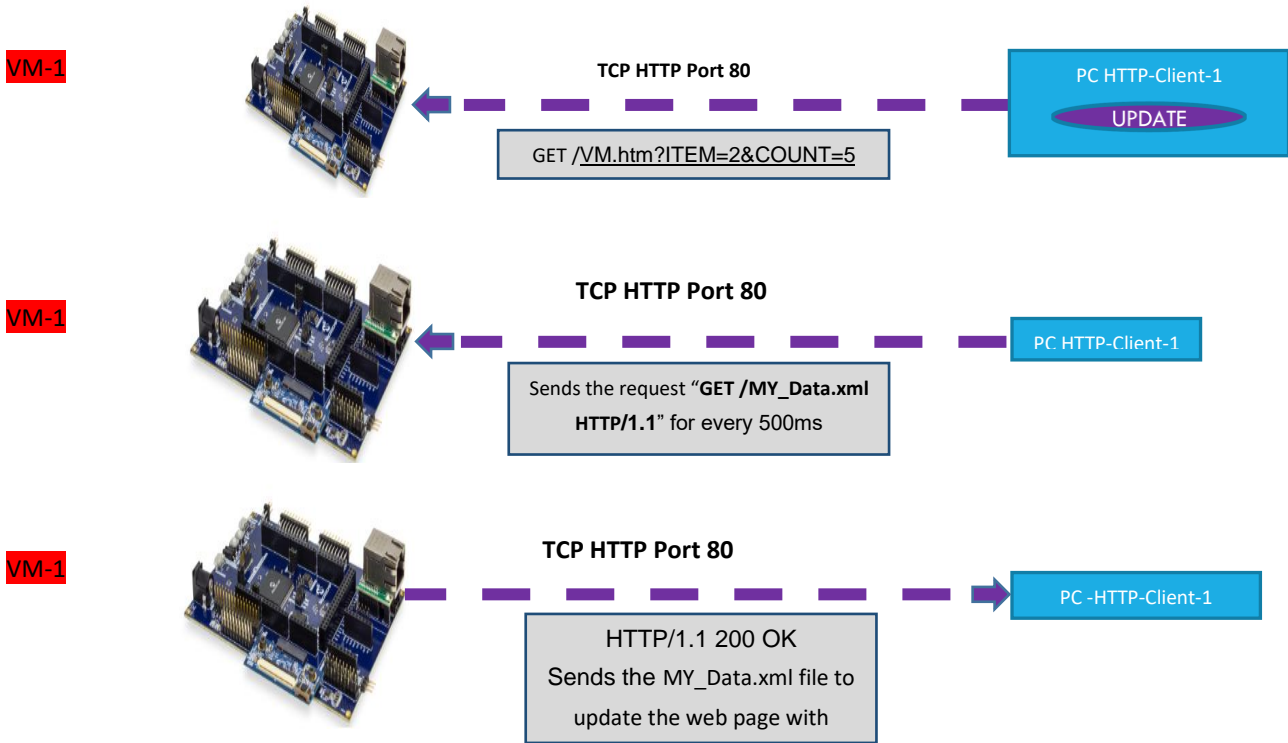 VM-1
TCP HTTP Port 80
PC HTTP-Client-1
UPDATE
GET /VM.htm?ITEM=2&COUNT=5
VM-1
TCP HTTP Port 80
PC HTTP-Client-1
Sends the request “GET /MY_Data.xml
HTTP/1.1” for every 500ms
VM-1
TCP HTTP Port 80
PC -HTTP-Client-1
HTTP/1.1 200 OK
Sends the MY_Data.xml file to
update the web page with